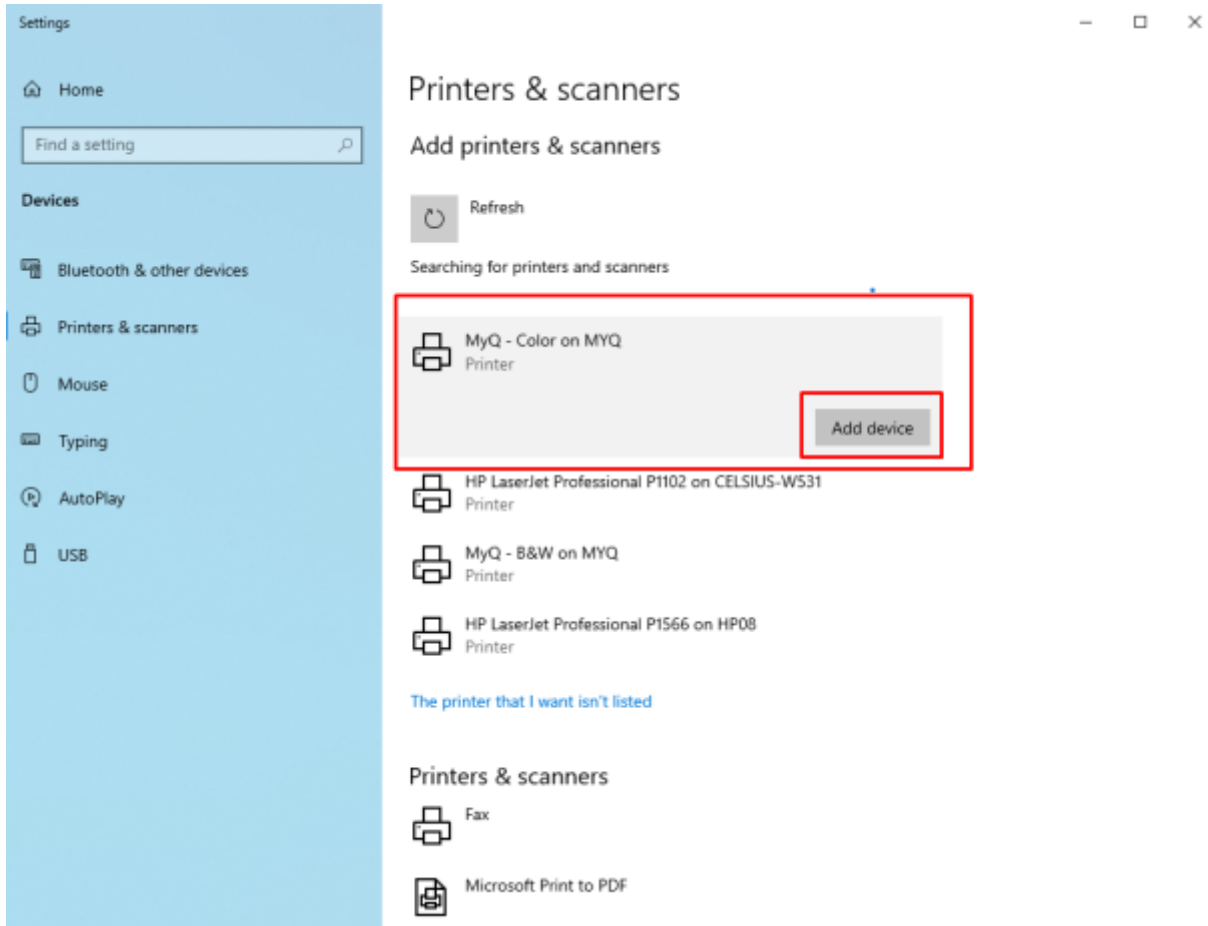 Settings
Home
Find a setting
Devices
Bluetooth & other devices
Printers & scanners
Mouse
Typing
AutoPlay
USB
Printers & scanners
Add printers & scanners
Refresh
Searching for printers and scanners
MyQ - Color on MYQ
Printer
Add device
HP LaserJet Professional P1102 on CELSIUS-W531
Printer
MyQ - B&W on MYQ
Printer
HP LaserJet Professional P1566 on HP08
Printer
The printer that I want isn't listed
Printers & scanners
Fax
Microsoft Print to PDF